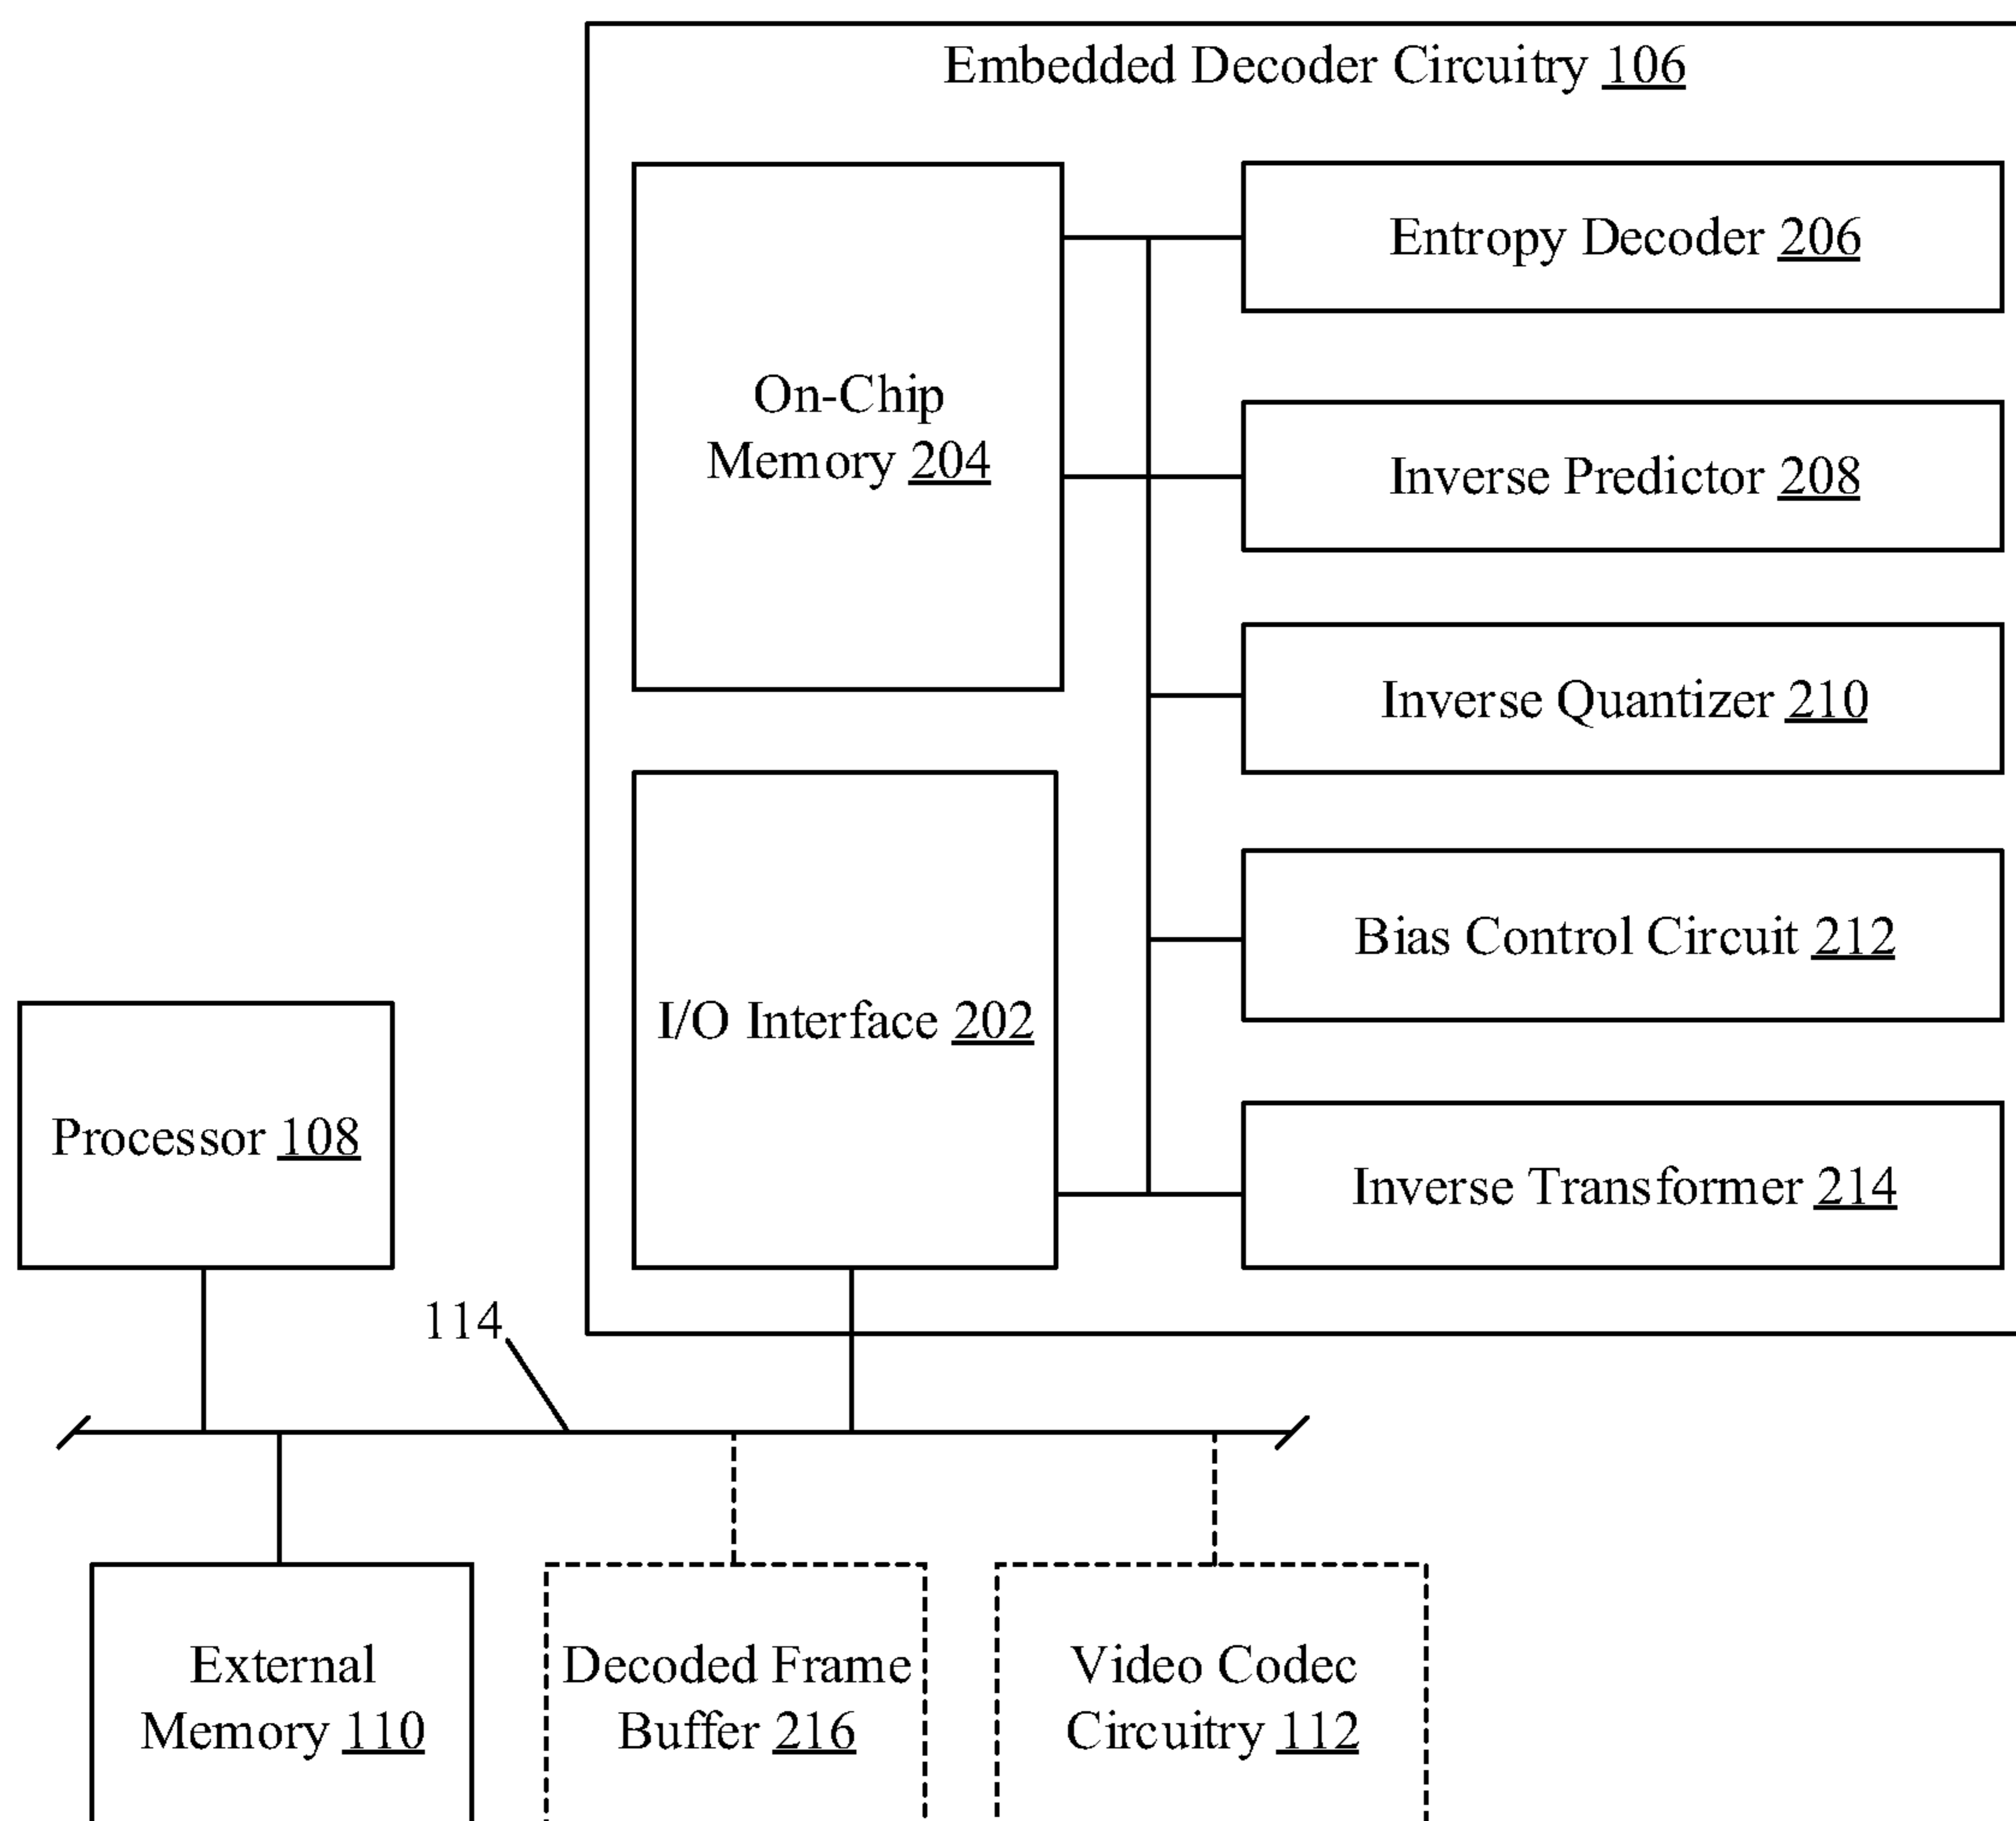 Embedded Decoder Circuitry 106
On-Chip
Memory 204
Entropy Decoder 206
Inverse Predictor 208
Inverse Quantizer 210
Bias Control Circuit 212
Inverse Transformer 214
I/O Interface 202
Processor 108
114
External
Memory 110
Decoded Frame
Buffer 216
Video Codec
Circuitry 112